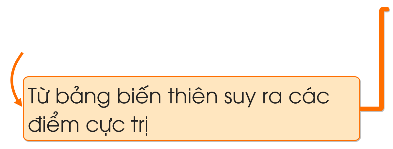 Từ bảng biến thiên suy ra các
điểm cực trị